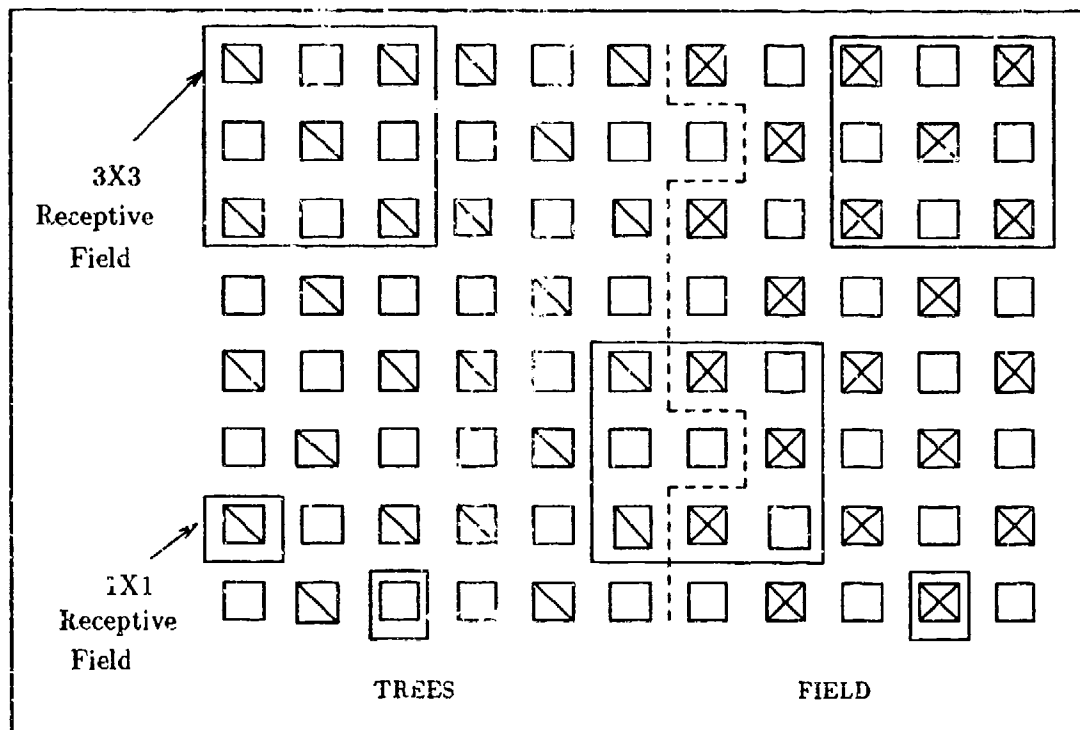 3X3
Receptive
Field
1X1
Receptive
Field
TREES
FIELD